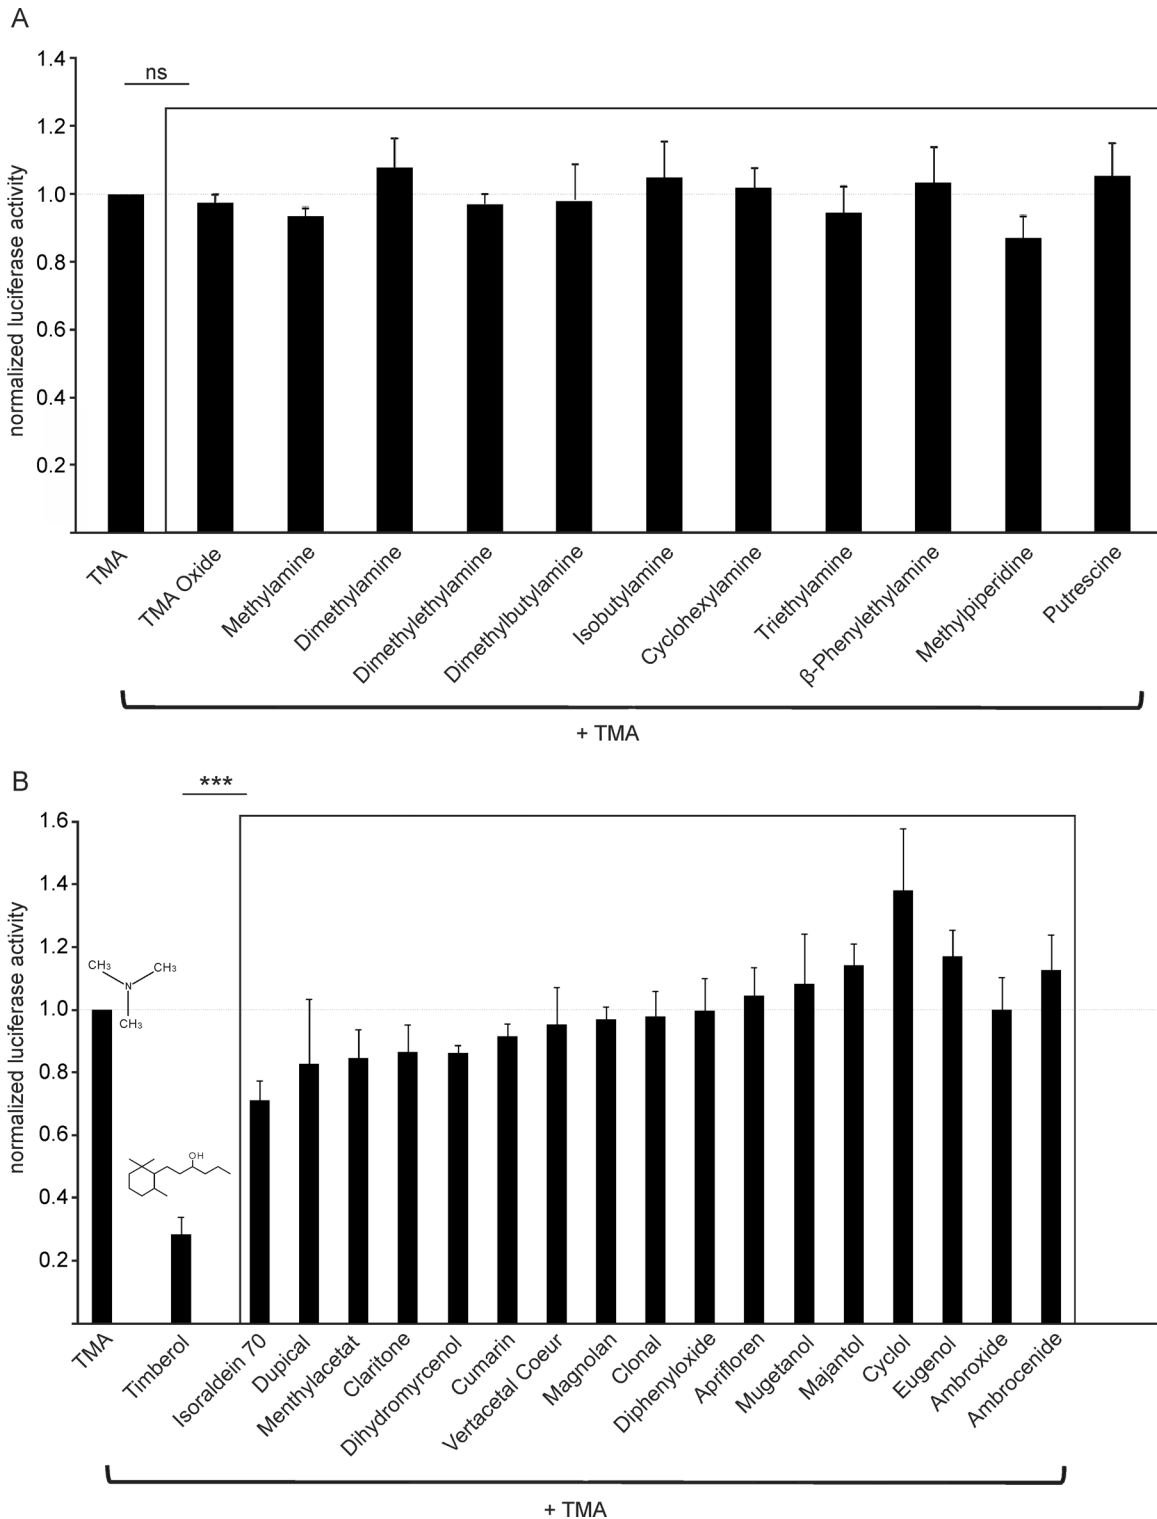 A
ns
normalized luciferase activity
1.4
1.2
1.0
0.8
0.6
0.4
0.2
TMA
TMA Oxide
Methylamine
Dimethylamine
Dimethylethylamine
Dimethylbutylamine
Isobutylamine
Cyclohexylamine
Triethylamine
β-Phenylethylamine
Methylpiperidine
Putrescine
+ TMA
B
***
normalized luciferase activity
1.6
1.4
1.2
1.0
0.8
0.6
0.4
0.2
CH3
CH3
N
CH3
OH
TMA
Timberol
Isoraldein 70
Dupical
Menthylacetat
Claritone
Dihydromyrcenol
Cumarin
Vertacetal Coeur
Magnolan
Clonal
Diphenyloxide
Aprifloren
Mugetanol
Majantol
Cyclol
Eugenol
Ambroxide
Ambrocenide
+ TMA